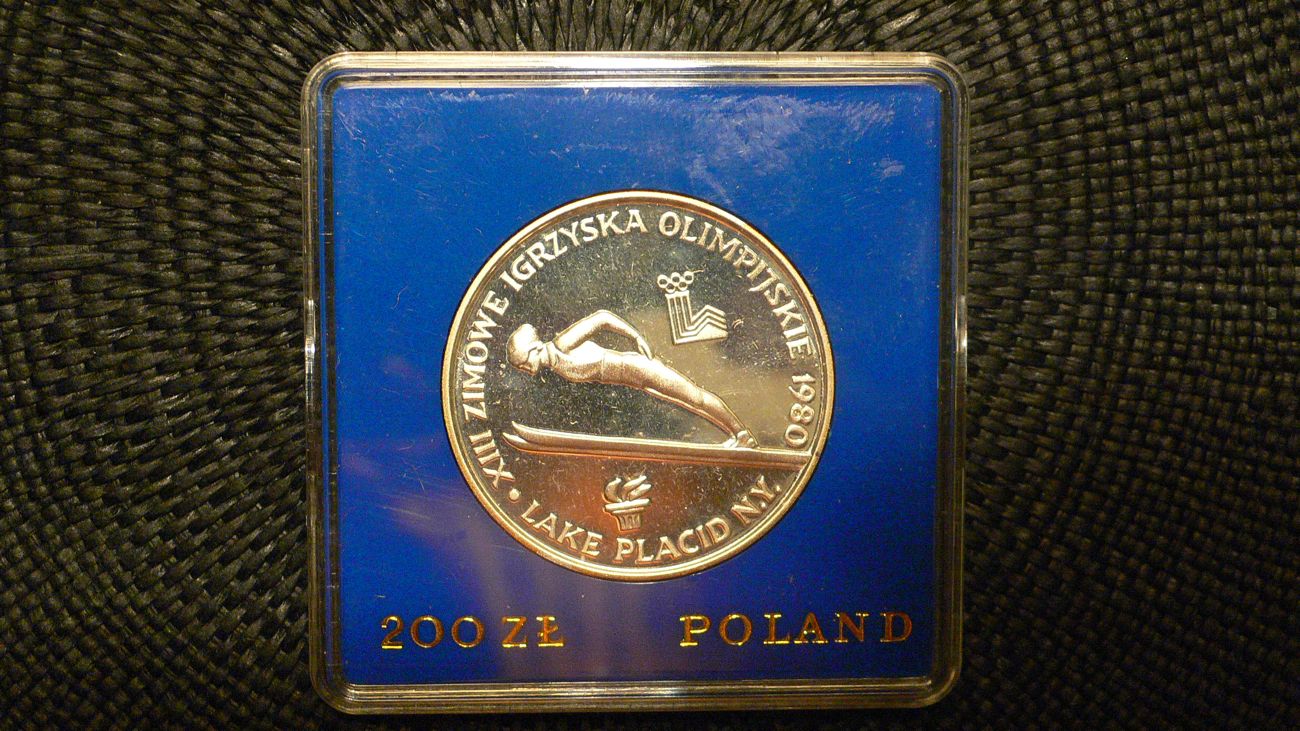 XIII ZIMOWE IGRZYSKA OLIMPIJSKIE 1980
• LAKE PLACID N.Y.
200 ZŁ POLAND